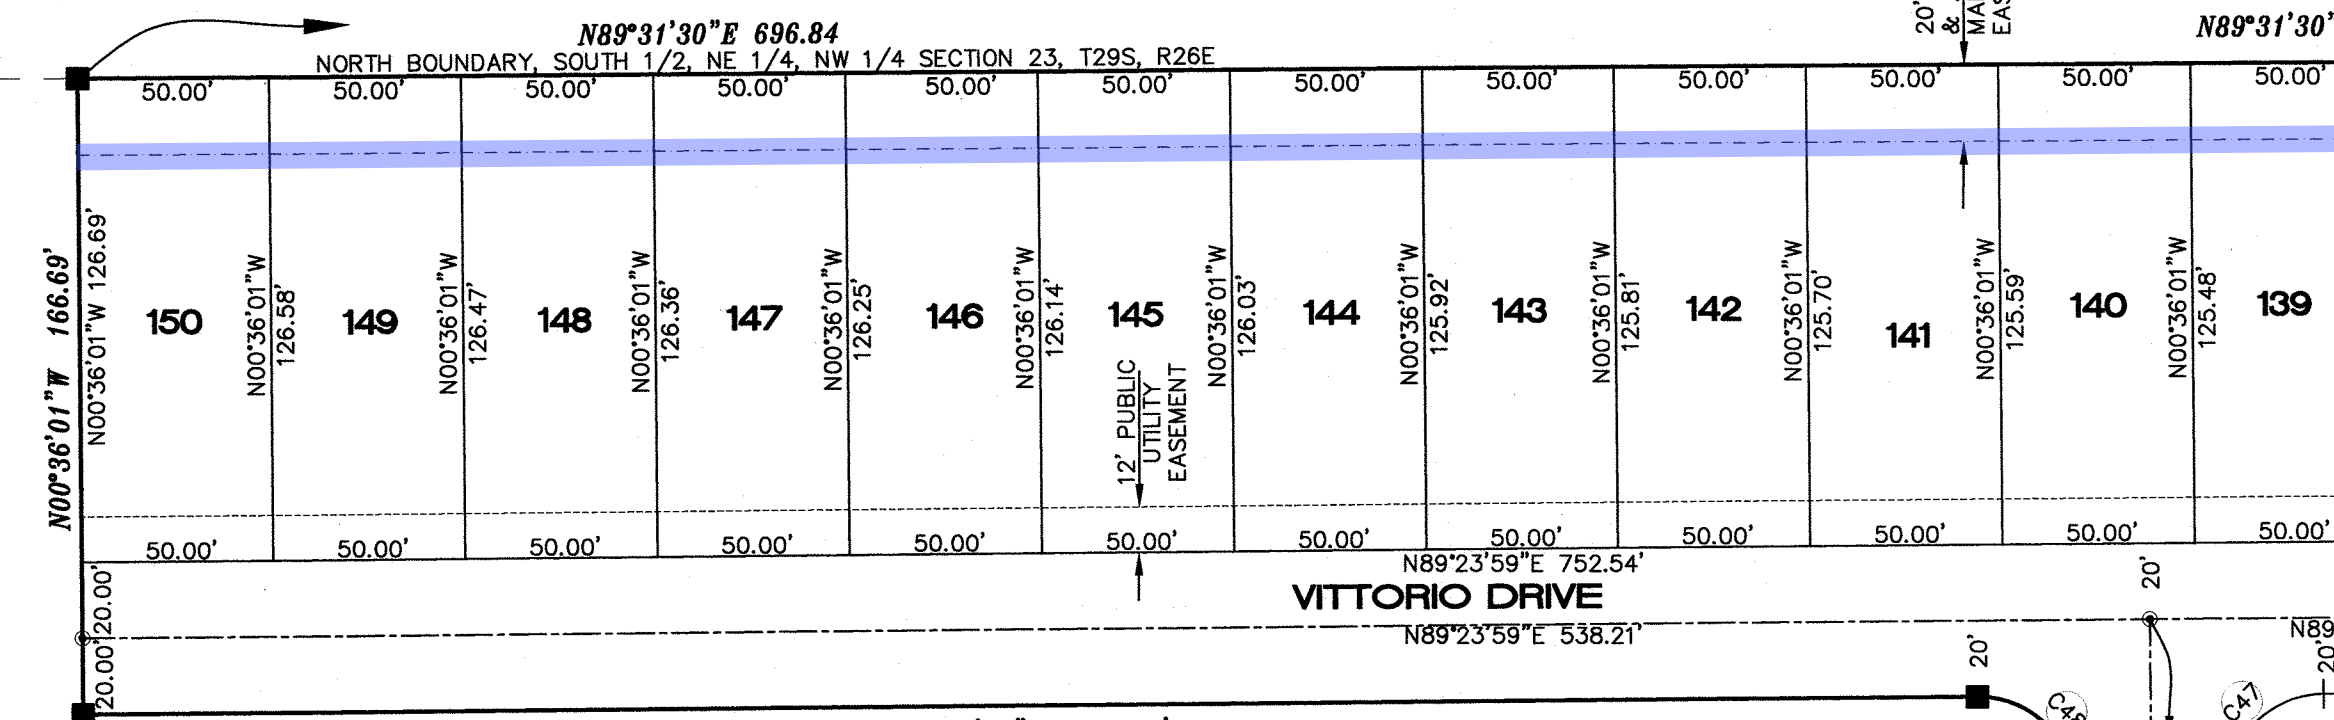 N89°31'30"E 696.84
NORTH BOUNDARY, SOUTH 1/2, NE 1/4, NW 1/4 SECTION 23, T29S, R26E
20'
&
MA
EAS
N89°31'30"
50.00' 50.00' 50.00' 50.00' 50.00' 50.00' 50.00' 50.00' 50.00' 50.00' 50.00' 50.00'
N00°36'01"W 166.69'
N00°36'01"W 126.69'
150
N00°36'01"W
126.58'
149
N00°36'01"W
126.47'
148
N00°36'01"W
126.36'
147
N00°36'01"W
126.25'
146
N00°36'01"W
126.14'
145
N00°36'01"W
126.03'
144
N00°36'01"W
125.92'
143
N00°36'01"W
125.81'
142
N00°36'01"W
125.70'
141
N00°36'01"W
125.59'
140
N00°36'01"W
125.48'
139
12' PUBLIC
UTILITY
EASEMENT
50.00' 50.00' 50.00' 50.00' 50.00' 50.00' 50.00' 50.00' 50.00' 50.00' 50.00' 50.00'
N89°23'59"E 752.54'
20.00'
VITTORIO DRIVE
20'
N89°23'59"E 538.21'
N89
20.00'
20'
20'
C47